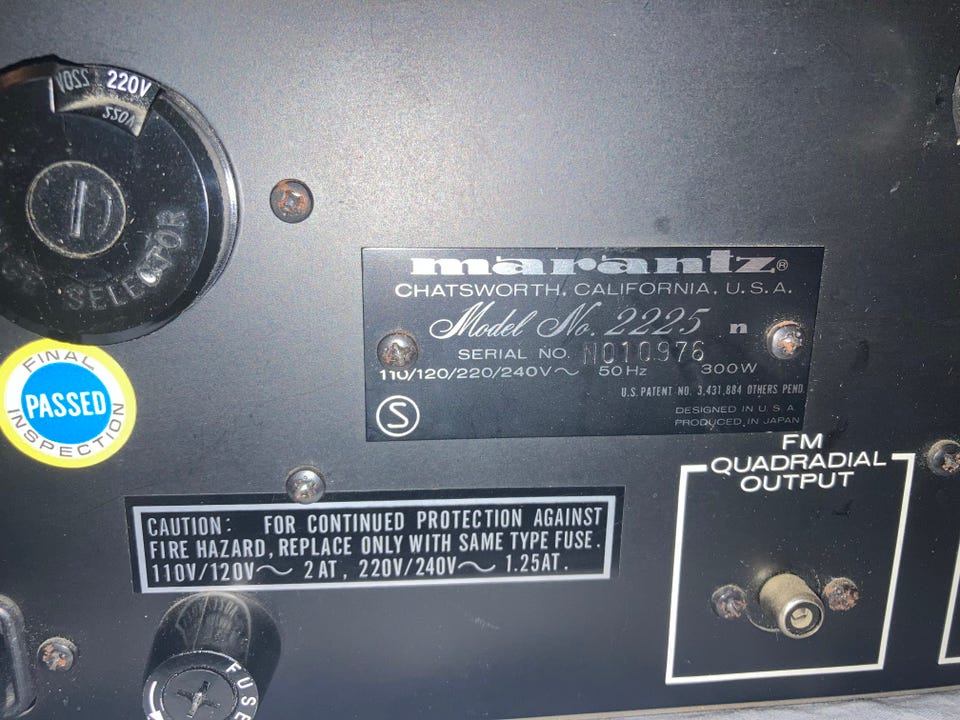 220V
SELECTOR
FINAL
PASSED
INSPECTION
marantz®
CHATSWORTH, CALIFORNIA, U.S.A.
Model No. 2225 n
SERIAL NO. N010976
110/120/220/240V~ 50Hz 300W
U.S. PATENT NO. 3,431,884 OTHERS PEND
S
DESIGNED IN U S A
PRODUCED IN JAPAN
FM
QUADRADIAL
OUTPUT
CAUTION: FOR CONTINUED PROTECTION AGAINST
FIRE HAZARD, REPLACE ONLY WITH SAME TYPE FUSE.
110V/120V~ 2AT, 220V/240V~ 1.25AT.
FUSE